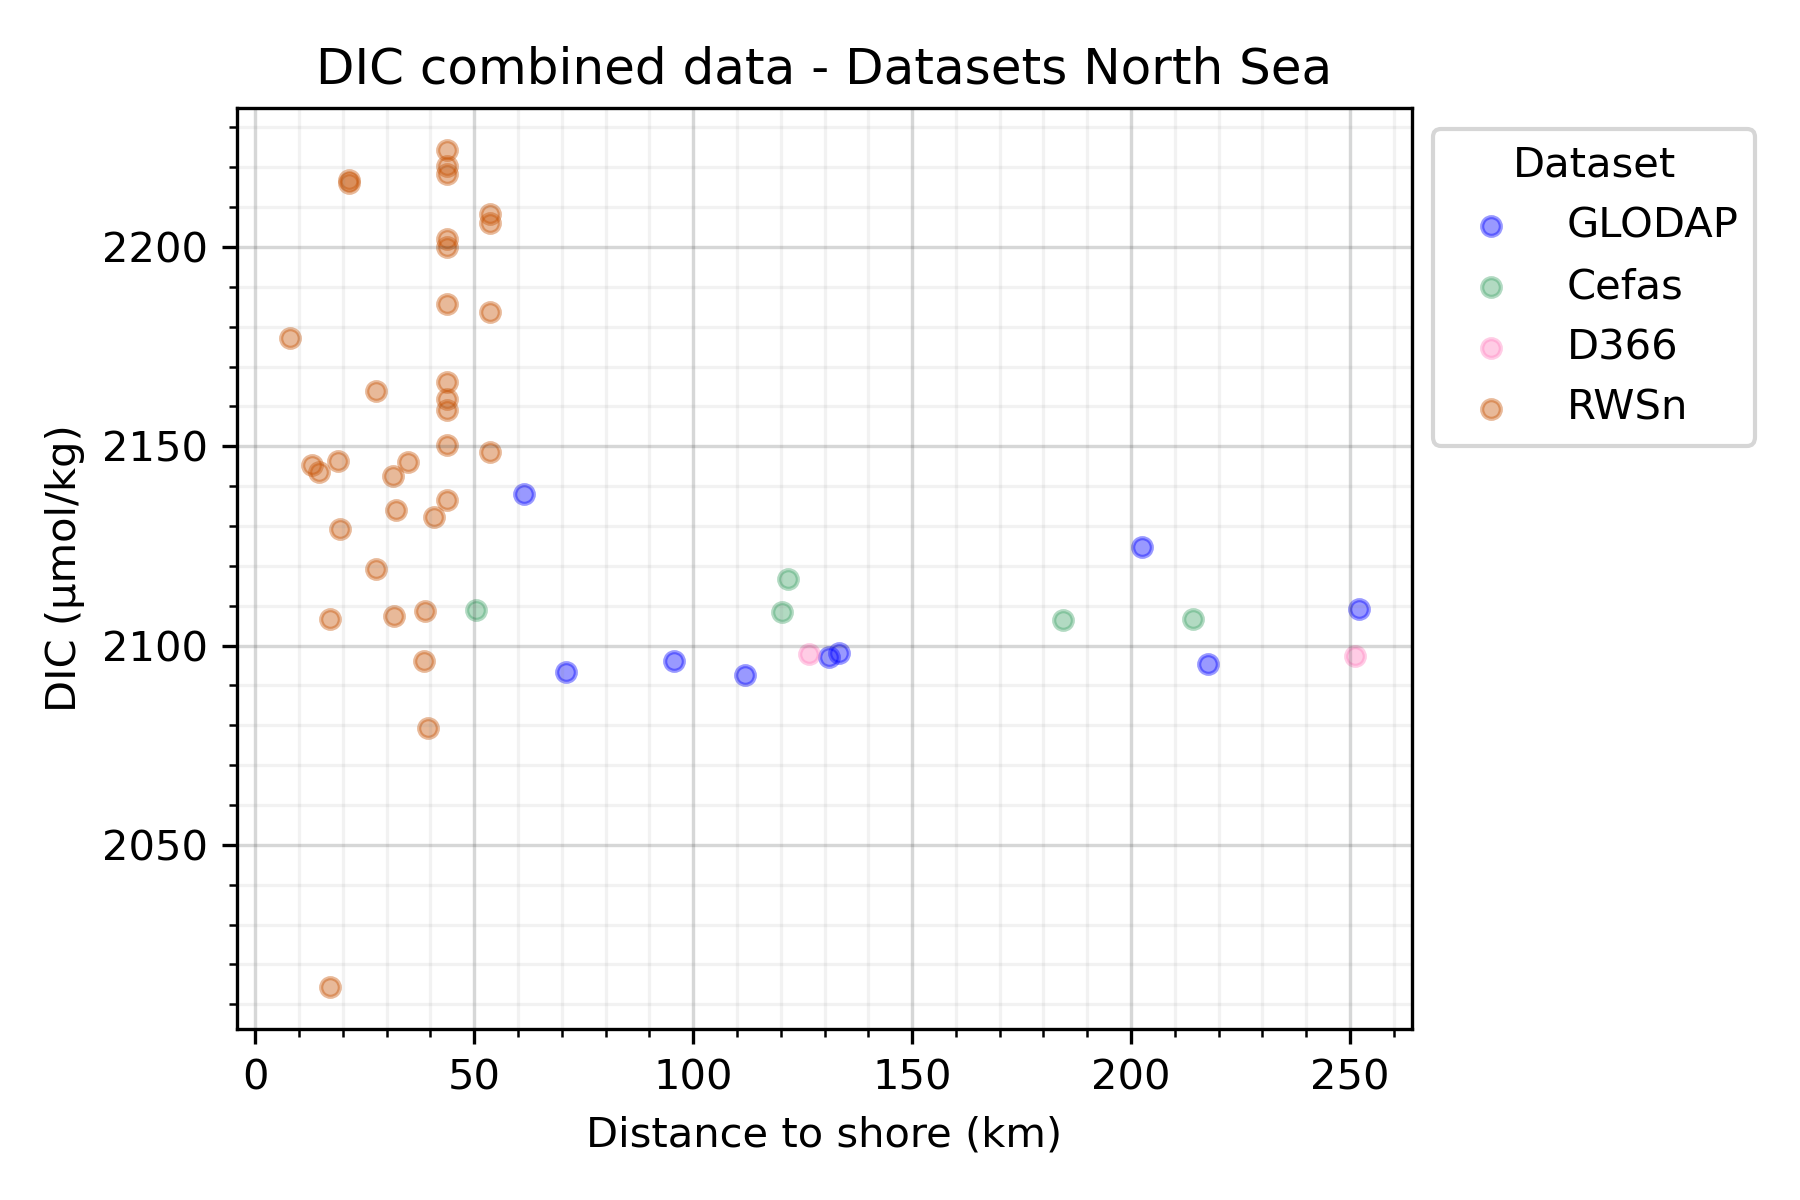 DIC combined data - Datasets North Sea
Dataset
GLODAP
Cefas
D366
RWSn
DIC (µmol/kg)
2200
2150
2100
2050
0 50 100 150 200 250
Distance to shore (km)